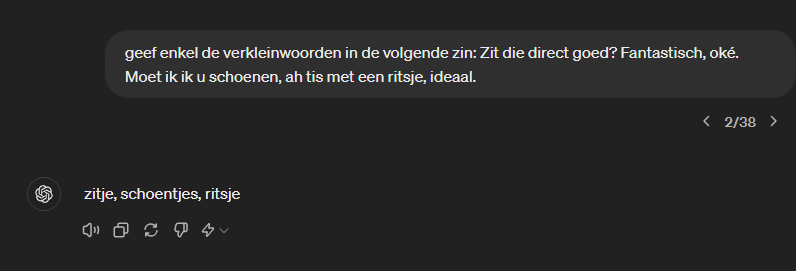 geef enkel de verkleinwoorden in de volgende zin: Zit die direct goed? Fantastisch, oké.
Moet ik ik u schoenen, ah tis met een ritsje, ideaal.
2/38
zitje, schoentjes, ritsje